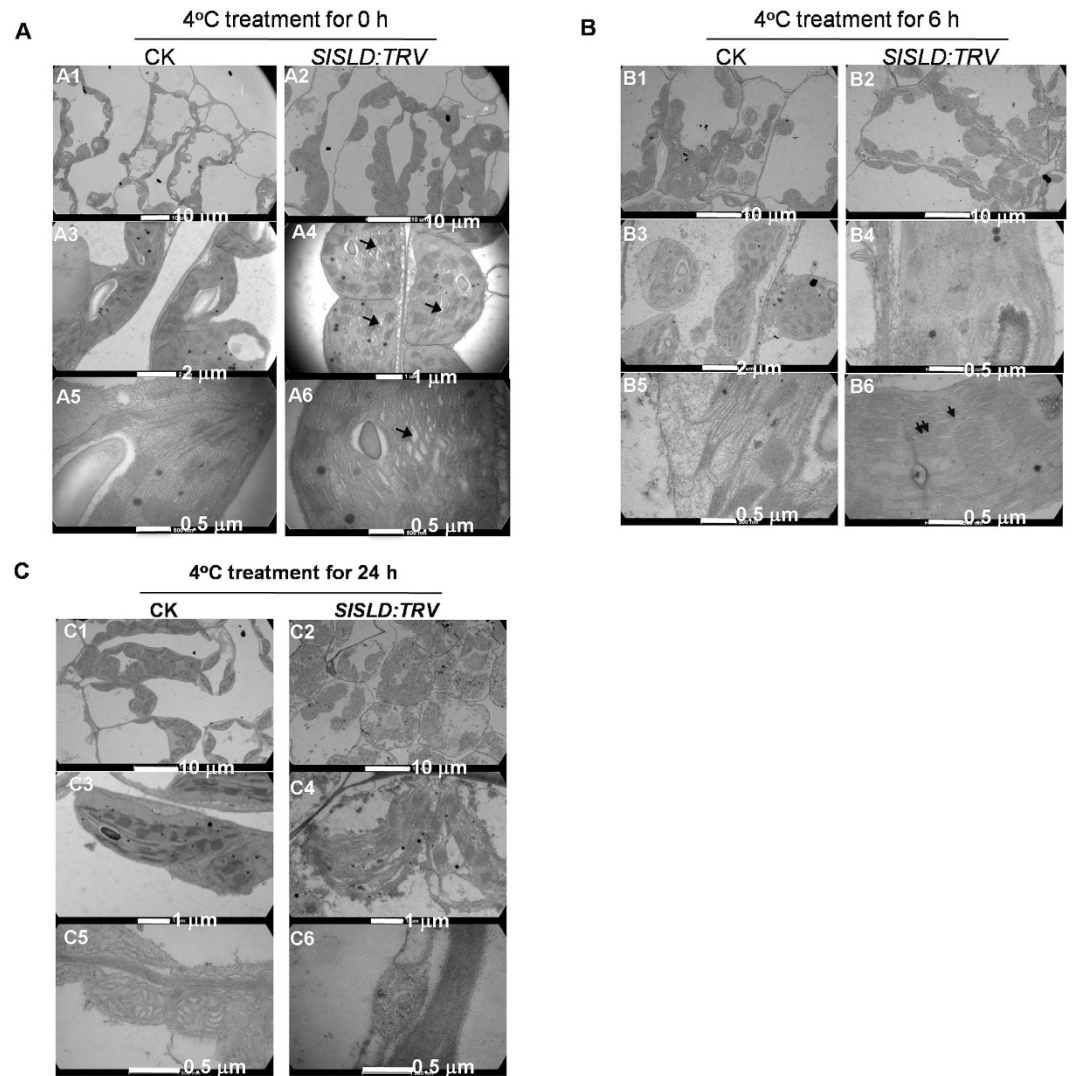 A
4°C treatment for 0 h
CK SlSLD:TRV
A1 A2
10 μm 10 μm
A3 A4
2 μm 1 μm
A5 A6
0.5 μm 0.5 μm
B
4°C treatment for 6 h
CK SlSLD:TRV
B1 B2
10 μm 10 μm
B3 B4
2 μm 0.5 μm
B5 B6
0.5 μm 0.5 μm
C
4°C treatment for 24 h
CK SlSLD:TRV
C1 C2
10 μm 10 μm
C3 C4
1 μm 1 μm
C5 C6
0.5 μm 0.5 μm